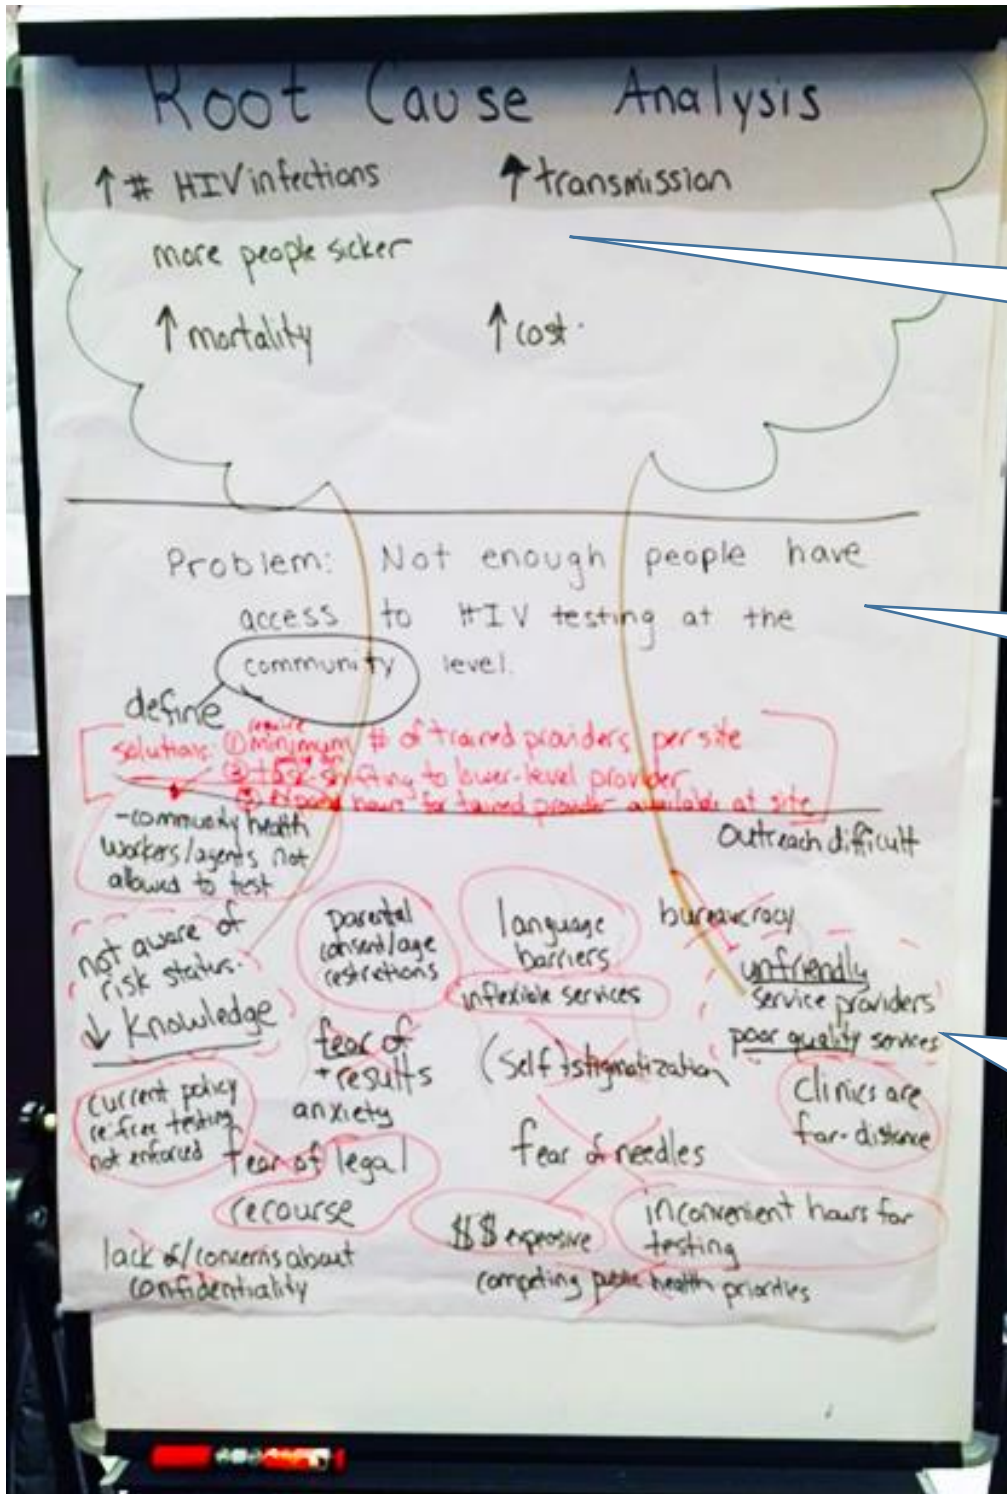 Root Cause Analysis
↑ # HIV infections
↑ transmission
more people sicker
↑ mortality
↑ cost.
Problem: Not enough people have
access to HIV testing at the
community level.
define
solutions: ① require minimum # of trained providers per site
② task-shifting to lower-level provider
③ expand hours for trained provider available at site
-community health
workers/agents not
allowed to test
Outreach difficult
not aware of
risk status.
↓ knowledge
parental
consent/age
restrictions
language
barriers
inflexible services
bureaucracy
unfriendly
service providers
poor quality services
fear of
+ results
anxiety
(Self) stigmatization
clinics are
far-distance
current policy
re: free testing
not enforced
fear of legal
recourse
fear of needles
$$ expensive
inconvenient hours for
testing
lack of/concerns about
confidentiality
competing public health priorities